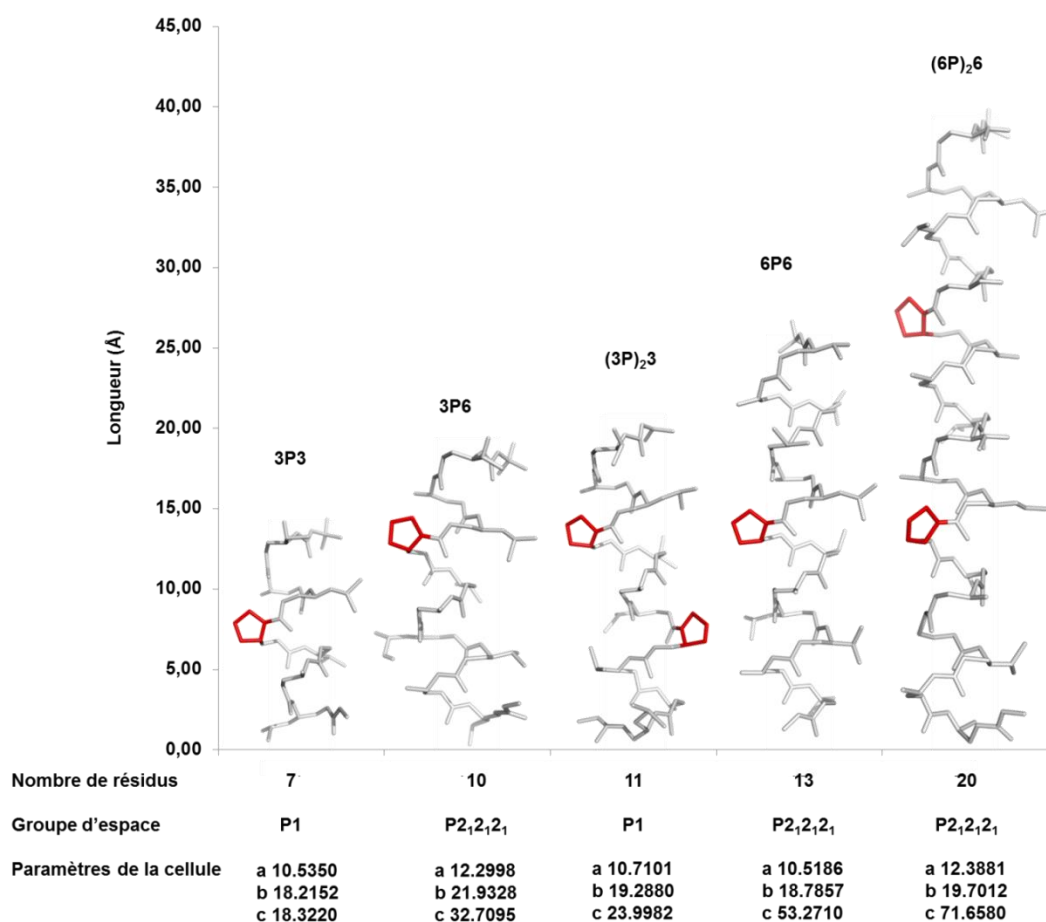 45,00
40,00
35,00
30,00
25,00
20,00
15,00
10,00
5,00
0,00
Longueur (Å)
3P3
3P6
(3P)₂3
6P6
(6P)₂6
Nombre de résidus 7 10 11 13 20
Groupe d'espace P1 P2₁2₁2₁ P1 P2₁2₁2₁ P2₁2₁2₁
Paramètres de la cellule a 10.5350 a 12.2998 a 10.7101 a 10.5186 a 12.3881
b 18.2152 b 21.9328 b 19.2880 b 18.7857 b 19.7012
c 18.3220 c 32.7095 c 23.9982 c 53.2710 c 71.6580